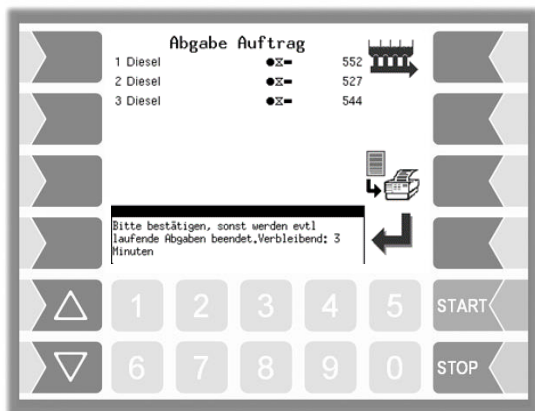 Abgabe Auftrag
1 Diesel 552
2 Diesel 527
3 Diesel 544
Bitte bestätigen, sonst werden evtl
laufende Abgaben beendet.Verbleibend: 3
Minuten
1 2 3 4 5 START
6 7 8 9 0 STOP